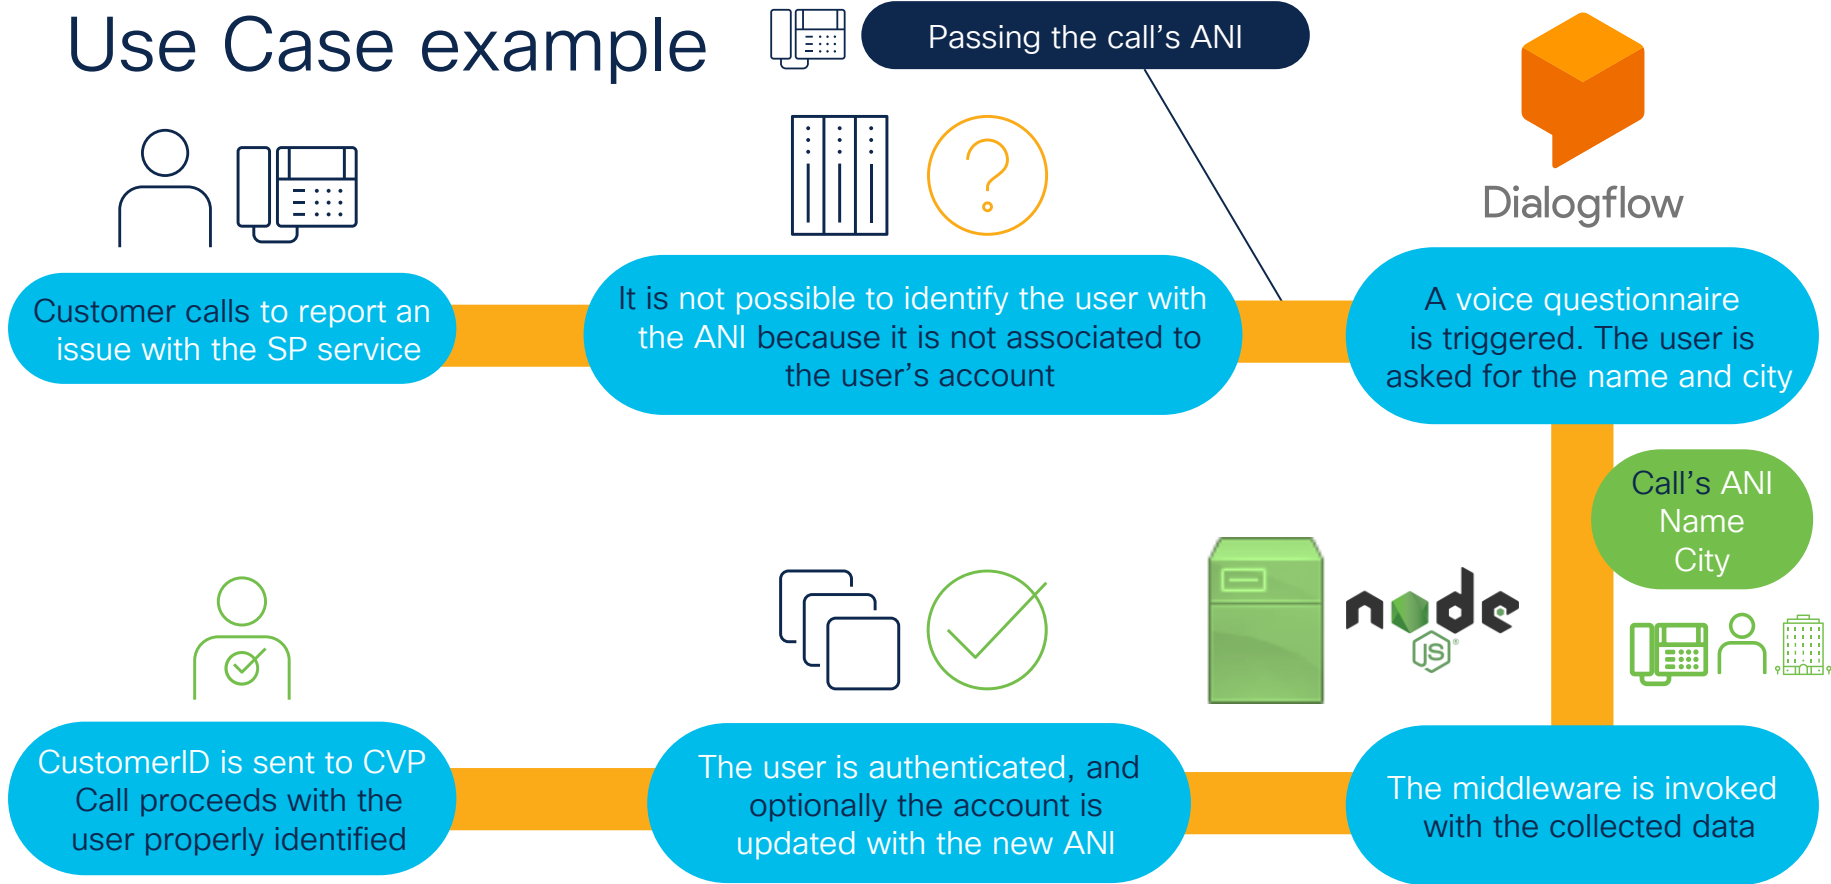 Use Case example
Passing the call's ANI
Dialogflow
Customer calls to report an
issue with the SP service
It is not possible to identify the user with
the ANI because it is not associated to
the user's account
A voice questionnaire
is triggered. The user is
asked for the name and city
Call's ANI
Name
City
node
JS
The middleware is invoked
with the collected data
The user is authenticated, and
optionally the account is
updated with the new ANI
CustomerID is sent to CVP
Call proceeds with the
user properly identified